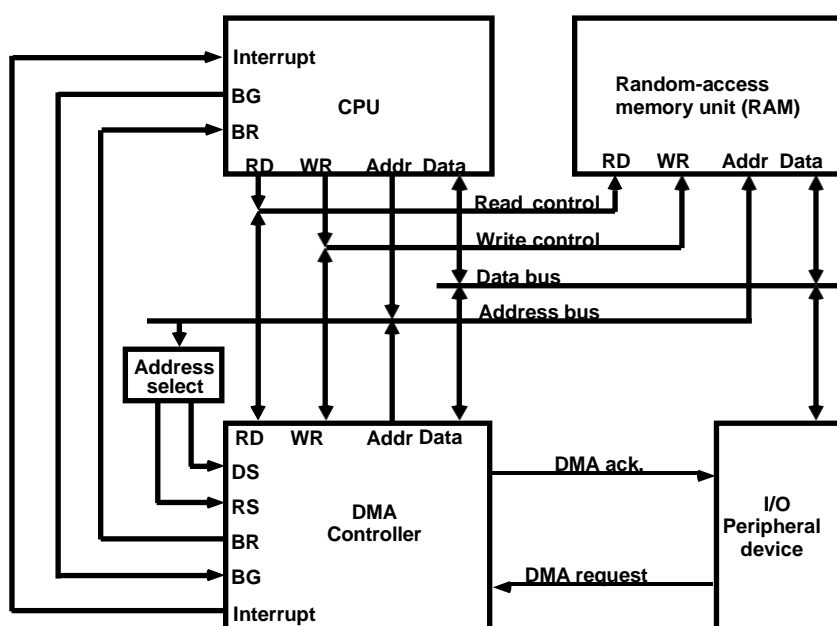 Interrupt
BG
CPU
BR
RD WR Addr Data
Random-access
memory unit (RAM)
RD WR Addr Data
Read control
Write control
Data bus
Address bus
Address
select
RD WR Addr Data
DS
RS
DMA
Controller
BR
BG
Interrupt
DMA ack.
DMA request
I/O
Peripheral
device